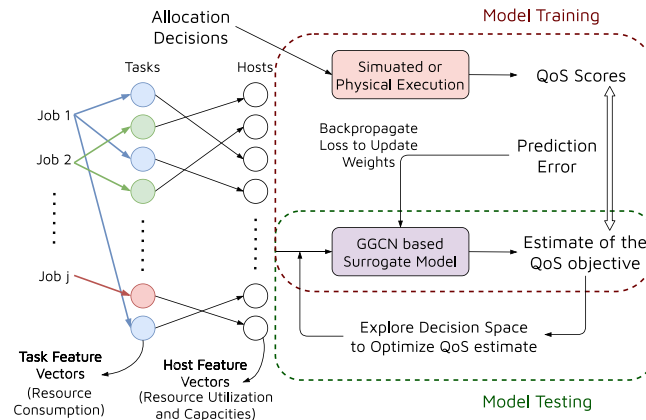 Allocation
Decisions
Model Training
Tasks
Hosts
Simuated or
Physical Execution
QoS Scores
Job 1
Job 2
Backpropagate
Loss to Update
Weights
Prediction
Error
GGCN based
Surrogate Model
Estimate of the
QoS objective
Job j
Explore Decision Space
to Optimize QoS estimate
Task Feature
Vectors
(Resource
Consumption)
Host Feature
Vectors
(Resource Utilization
and Capacities)
Model Testing